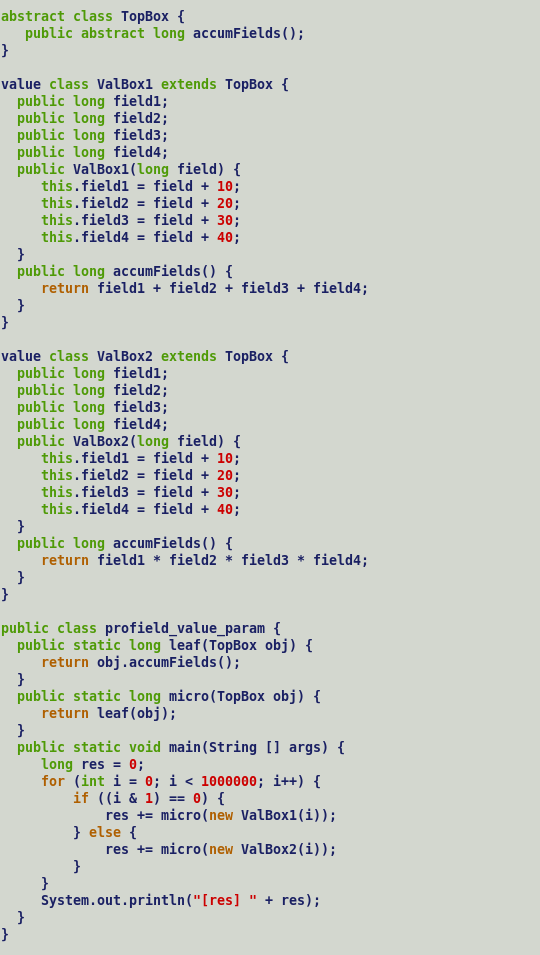 abstract class TopBox {
   public abstract long accumFields();
}

value class ValBox1 extends TopBox {
  public long field1;
  public long field2;
  public long field3;
  public long field4;
  public ValBox1(long field) {
     this.field1 = field + 10;
     this.field2 = field + 20;
     this.field3 = field + 30;
     this.field4 = field + 40;
  }
  public long accumFields() {
     return field1 + field2 + field3 + field4;
  }
}

value class ValBox2 extends TopBox {
  public long field1;
  public long field2;
  public long field3;
  public long field4;
  public ValBox2(long field) {
     this.field1 = field + 10;
     this.field2 = field + 20;
     this.field3 = field + 30;
     this.field4 = field + 40;
  }
  public long accumFields() {
     return field1 * field2 * field3 * field4;
  }
}

public class profield_value_param {
  public static long leaf(TopBox obj) {
     return obj.accumFields();
  }
  public static long micro(TopBox obj) {
     return leaf(obj);
  }
  public static void main(String [] args) {
     long res = 0;
     for (int i = 0; i < 1000000; i++) {
         if ((i & 1) == 0) {
             res += micro(new ValBox1(i));
         } else {
             res += micro(new ValBox2(i));
         }
     }
     System.out.println("[res] " + res);
  }
}